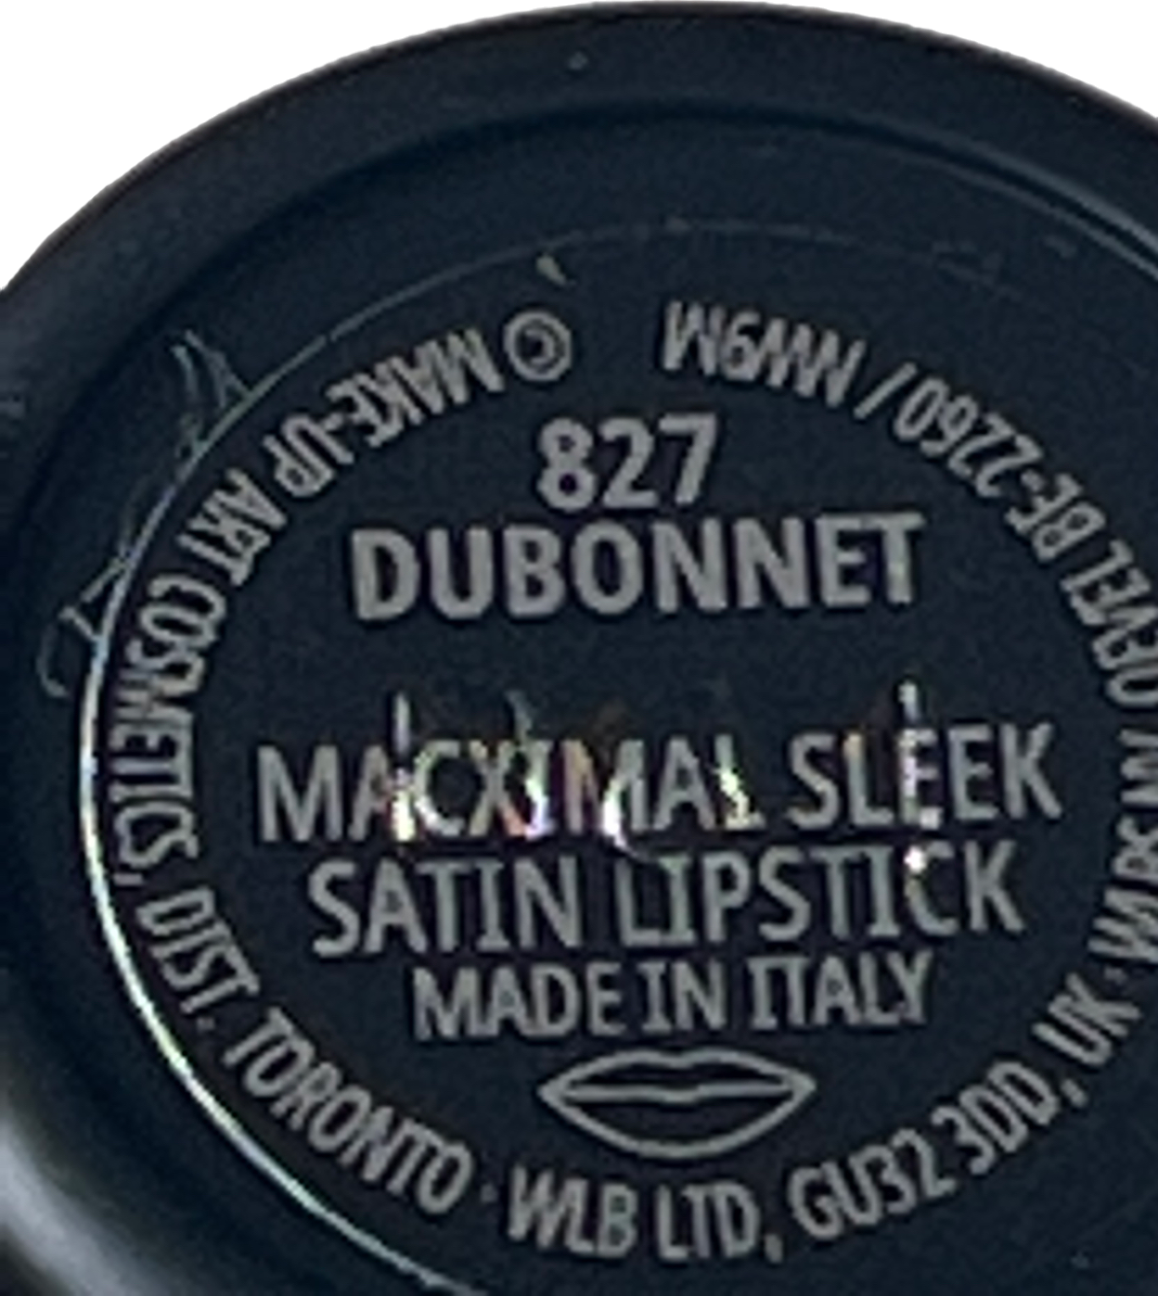 827
DUBONNET
MACXIMAL SLEEK
SATIN LIPSTICK
MADE IN ITALY
© MAKE-UP ART COSMETICS, DIST. TORONTO · WLB LTD, GU32 3DD, UK · OEVEL BE-2260 / NW9M